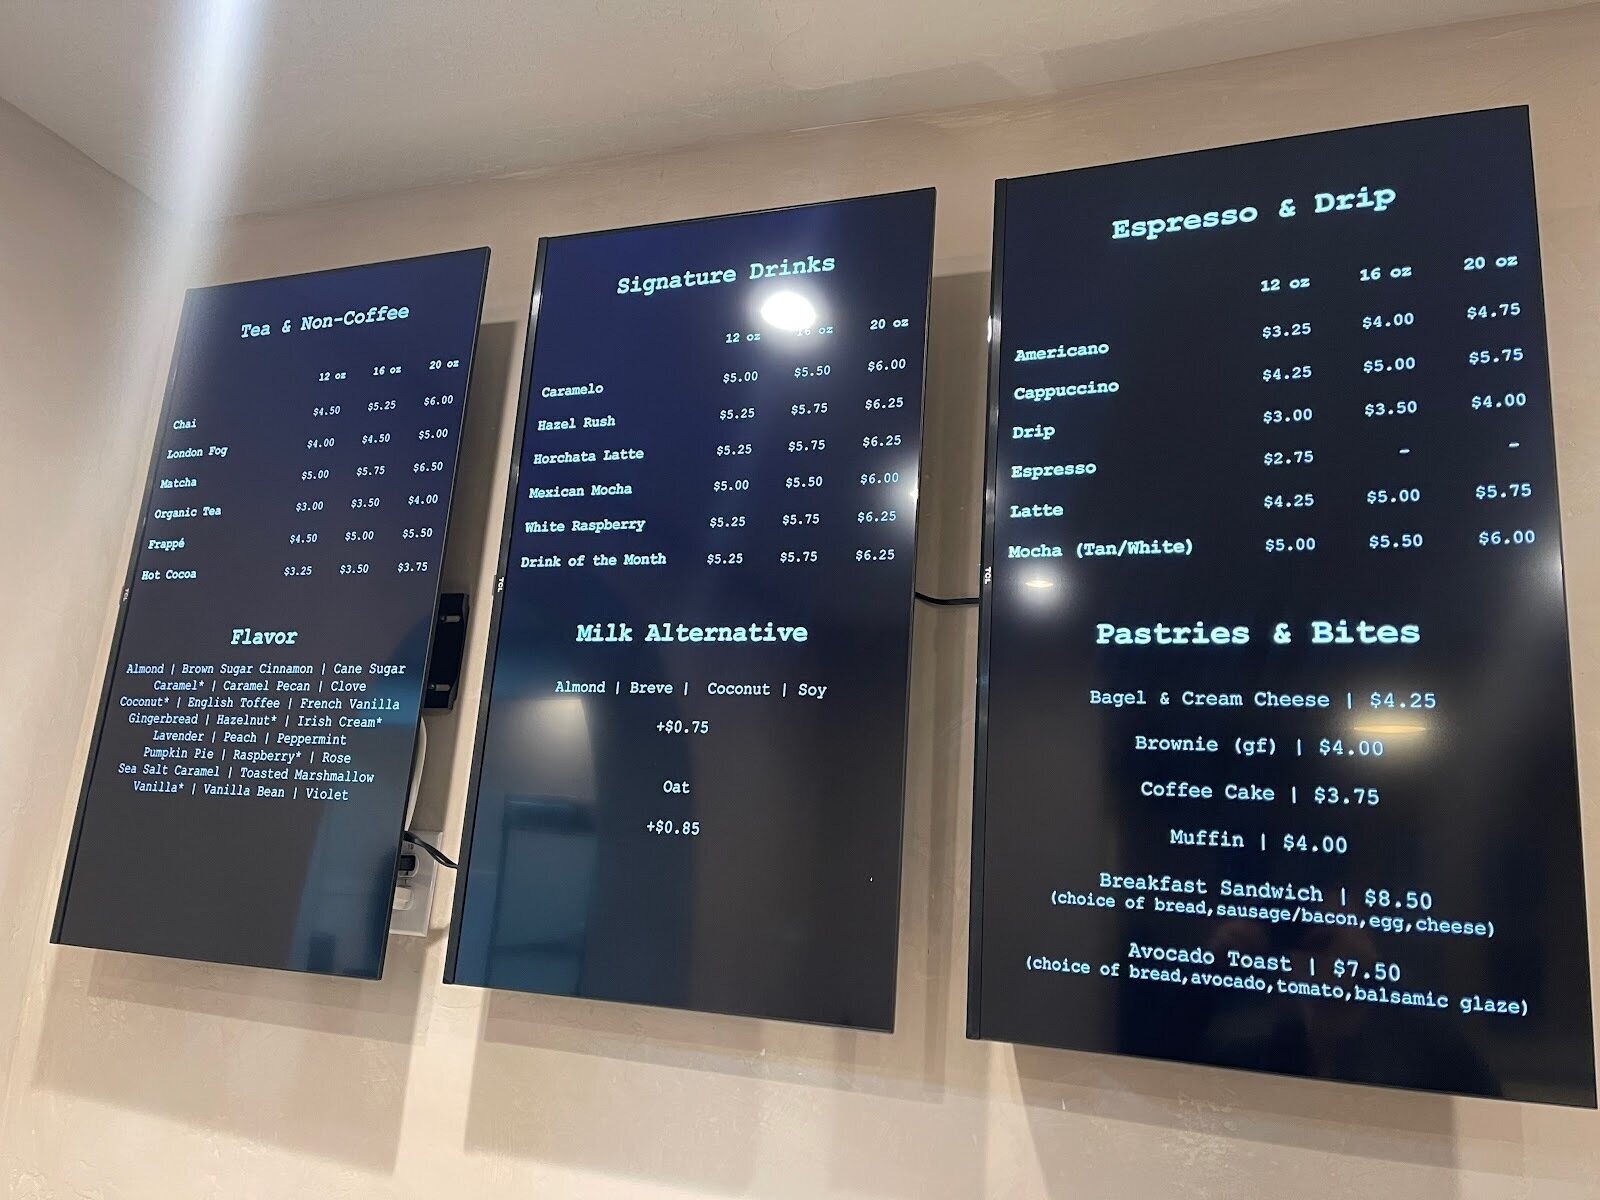 Tea & Non-Coffee
12 oz 16 oz 20 oz
Chai $4.50 $5.25 $6.00
London Fog $4.00 $4.50 $5.00
Matcha $5.00 $5.75 $6.50
Organic Tea $3.00 $3.50 $4.00
Frappé $4.50 $5.00 $5.50
Hot Cocoa $3.25 $3.50 $3.75
Flavor
Almond | Brown Sugar Cinnamon | Cane Sugar
Caramel* | Caramel Pecan | Clove
Coconut* | English Toffee | French Vanilla
Gingerbread | Hazelnut* | Irish Cream*
Lavender | Peach | Peppermint
Pumpkin Pie | Raspberry* | Rose
Sea Salt Caramel | Toasted Marshmallow
Vanilla* | Vanilla Bean | Violet
TCL
Signature Drinks
12 oz 16 oz 20 oz
Caramelo $5.00 $5.50 $6.00
Hazel Rush $5.25 $5.75 $6.25
Horchata Latte $5.25 $5.75 $6.25
Mexican Mocha $5.00 $5.50 $6.00
White Raspberry $5.25 $5.75 $6.25
Drink of the Month $5.25 $5.75 $6.25
Milk Alternative
Almond | Breve | Coconut | Soy
+$0.75
Oat
+$0.85
TCL
Espresso & Drip
12 oz 16 oz 20 oz
Americano $3.25 $4.00 $4.75
Cappuccino $4.25 $5.00 $5.75
Drip $3.00 $3.50 $4.00
Espresso $2.75 - -
Latte $4.25 $5.00 $5.75
Mocha (Tan/White) $5.00 $5.50 $6.00
Pastries & Bites
Bagel & Cream Cheese | $4.25
Brownie (gf) | $4.00
Coffee Cake | $3.75
Muffin | $4.00
Breakfast Sandwich | $8.50
(choice of bread,sausage/bacon,egg,cheese)
Avocado Toast | $7.50
(choice of bread,avocado,tomato,balsamic glaze)
TCL